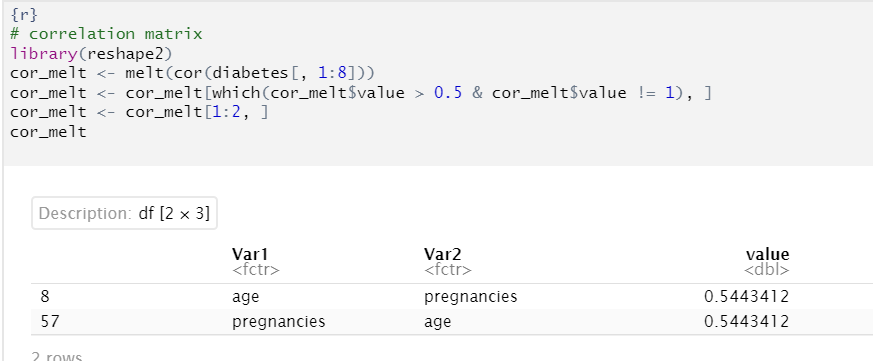 {r}
# correlation matrix
library(reshape2)
cor_melt <- melt(cor(diabetes[, 1:8]))
cor_melt <- cor_melt[which(cor_melt$value > 0.5 & cor_melt$value != 1), ]
cor_melt <- cor_melt[1:2, ]
cor_melt
Description: df [2 × 3]
Var1 Var2 value
<fctr> <fctr> <dbl>
8 age pregnancies 0.5443412
57 pregnancies age 0.5443412
2 rows